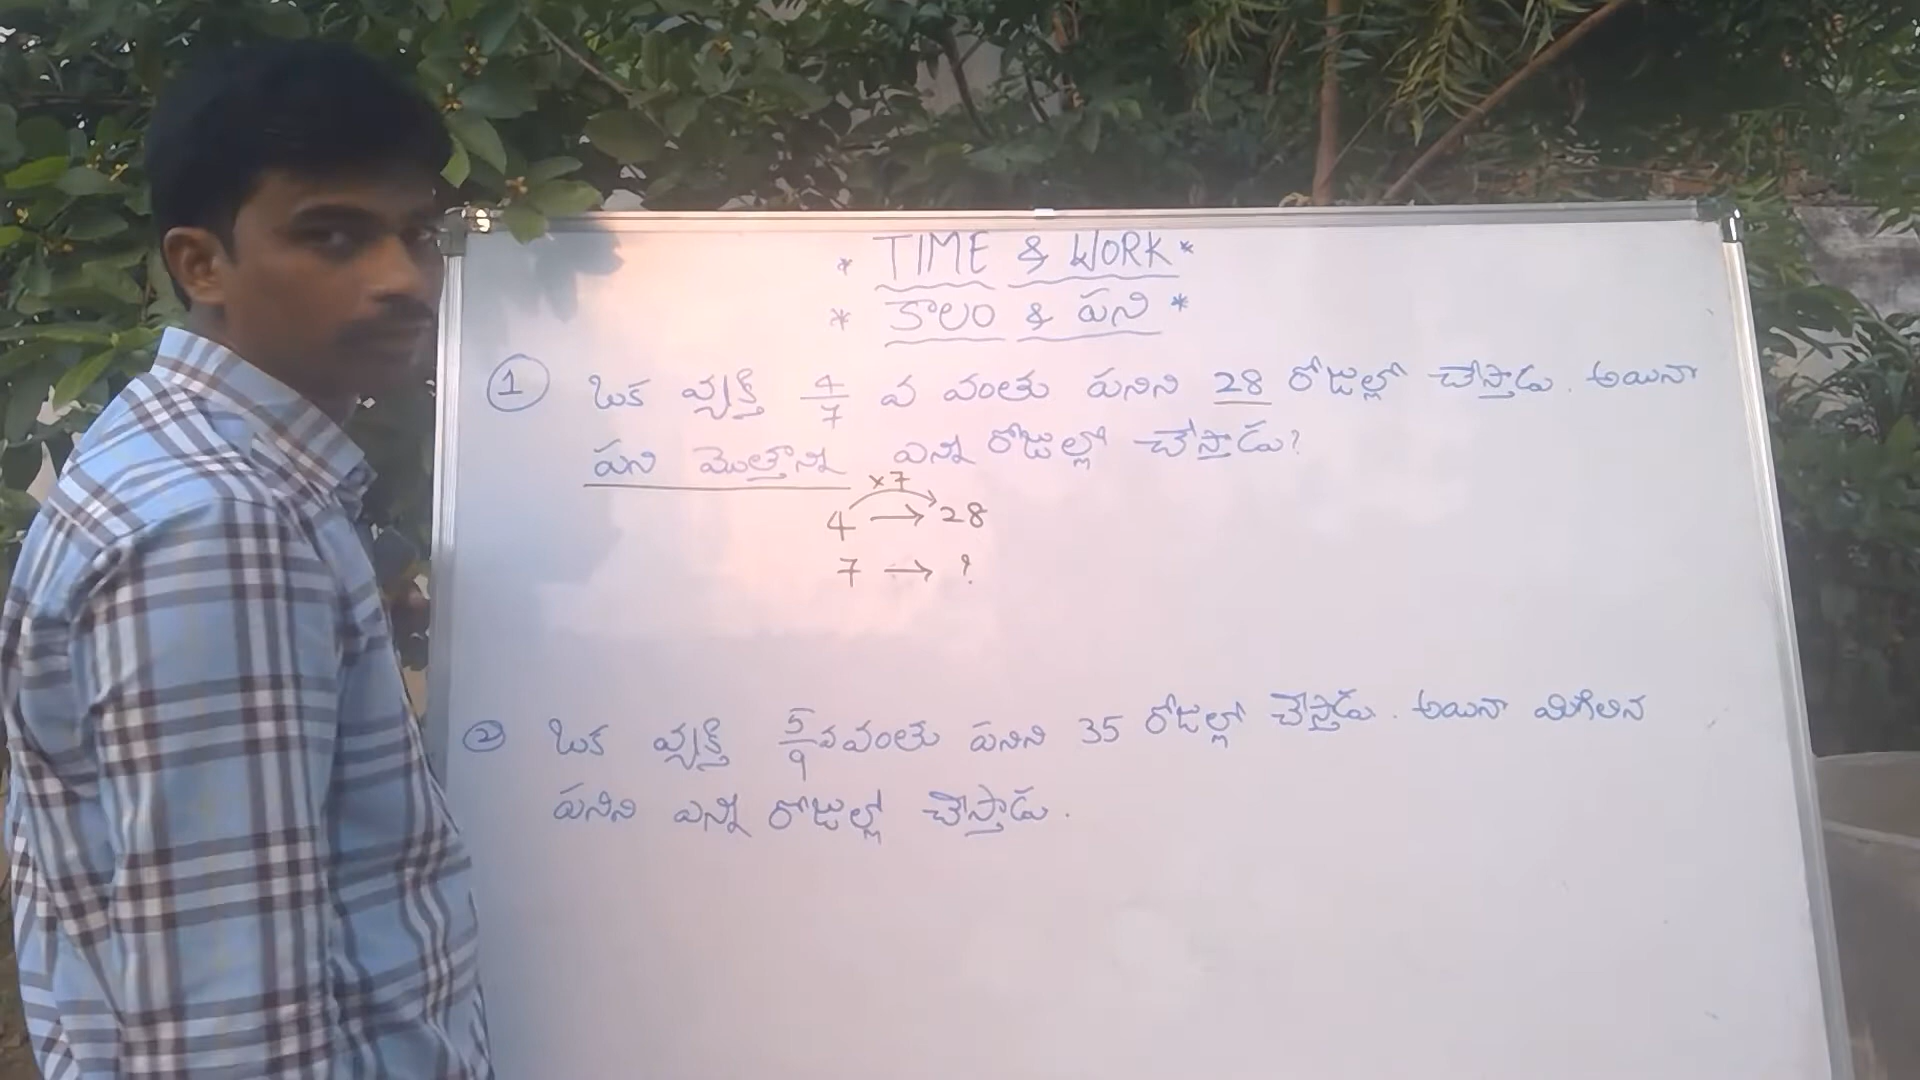 * TIME & WORK *
* కాలం & పని *
① ఒక వ్యక్తి 4/7 వ వంతు పనిని 28 రోజుల్లో చేస్తాడు. అయినా
పని మొత్తాన్ని ఎన్ని రోజుల్లో చేస్తాడు?
×7
4 → 28
7 → ?
② ఒక వ్యక్తి 5/9 వ వంతు పనిని 35 రోజుల్లో చేస్తాడు. అయినా మిగిలిన
పనిని ఎన్ని రోజుల్లో చేస్తాడు.